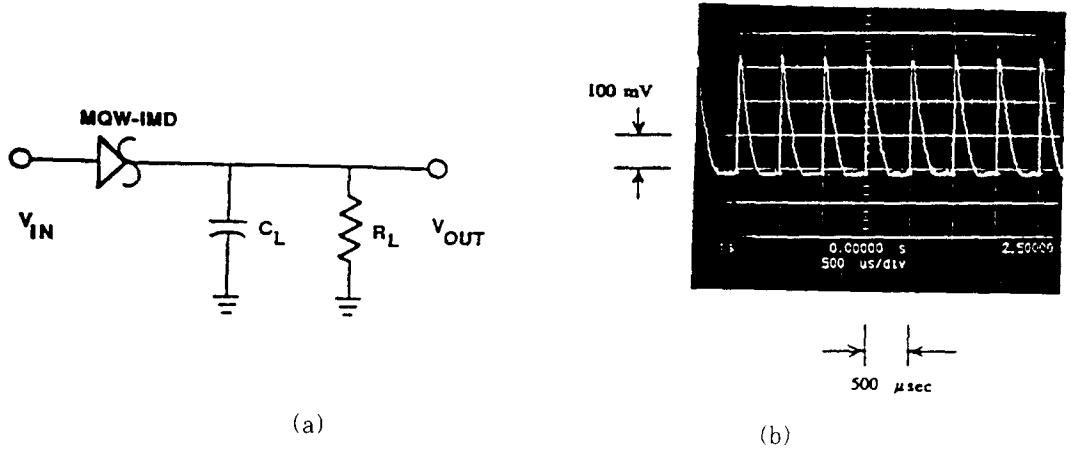 MQW-IMD
V_IN
C_L
R_L
V_OUT
(a)
100 mV
0.00000 s
2.50000
500 us/div
500 μsec
(b)